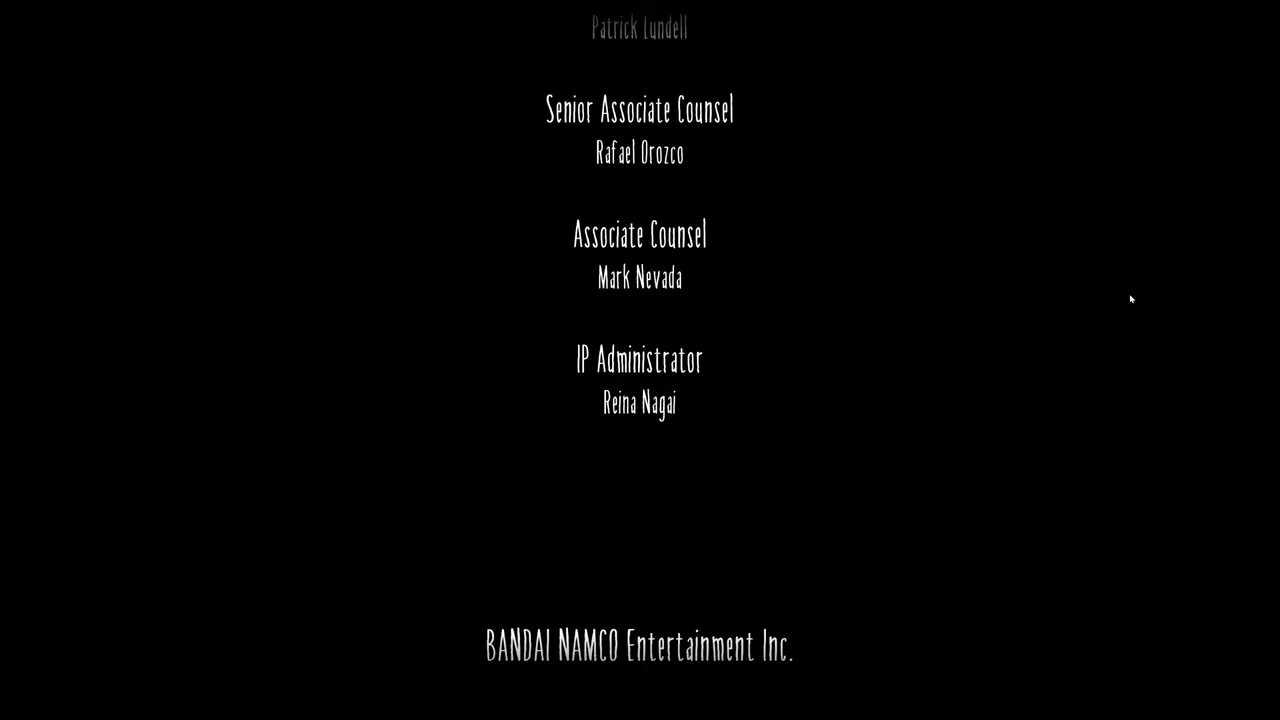 Patrick Lundell
Senior Associate Counsel
Rafael Orozco
Associate Counsel
Mark Nevada
IP Administrator
Reina Nagai
BANDAI NAMCO Entertainment Inc.